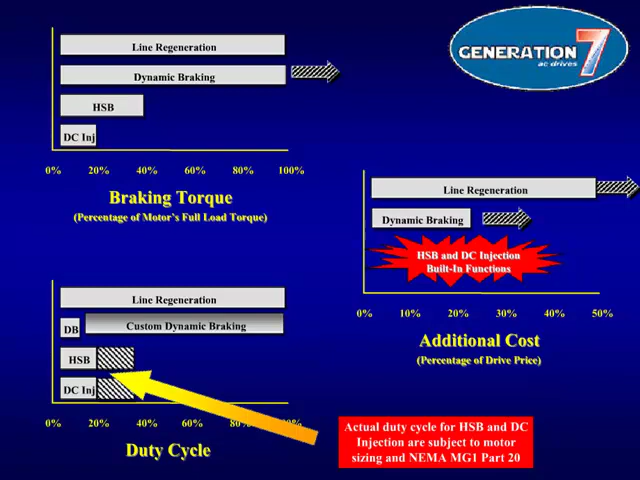 Line Regeneration
Dynamic Braking
HSB
DC Inj
0% 20% 40% 60% 80% 100%
Braking Torque
(Percentage of Motor's Full Load Torque)
GENERATION 7
ac drives
Line Regeneration
Dynamic Braking
HSB and DC Injection
Built-In Functions
0% 10% 20% 30% 40% 50%
Additional Cost
(Percentage of Drive Price)
Line Regeneration
DB Custom Dynamic Braking
HSB
DC Inj
0% 20% 40% 60% 80%
Duty Cycle
Actual duty cycle for HSB and DC
Injection are subject to motor
sizing and NEMA MG1 Part 20